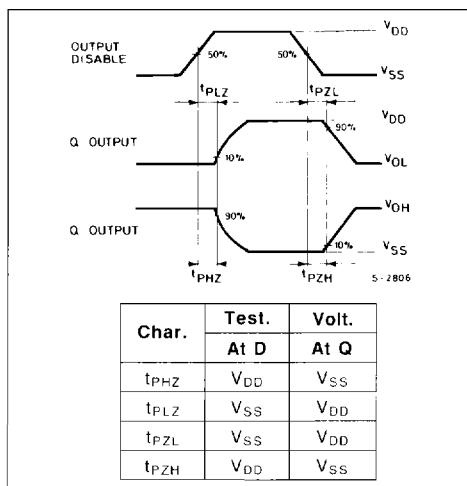 VDD
OUTPUT
DISABLE
50% 50%
VSS
tPLZ tPZL
VDD
90%
Q OUTPUT
10%
VOL
VOH
90%
Q OUTPUT
10%
VSS
tPHZ tPZH
S-2806
Char. Test. Volt.
At D At Q
tPHZ VDD VSS
tPLZ VSS VDD
tPZL VSS VDD
tPZH VDD VSS